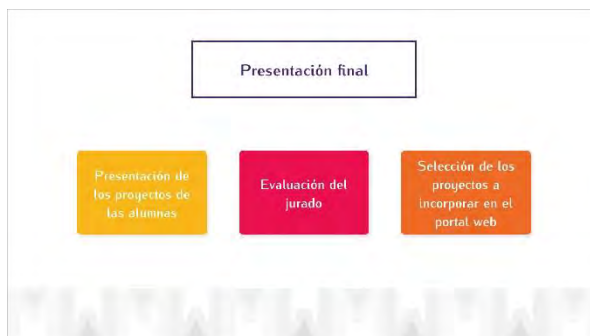 Presentación final
Presentación de
los proyectos de
las alumnas
Evaluación del
jurado
Selección de los
proyectos a
incorporar en el
portal web